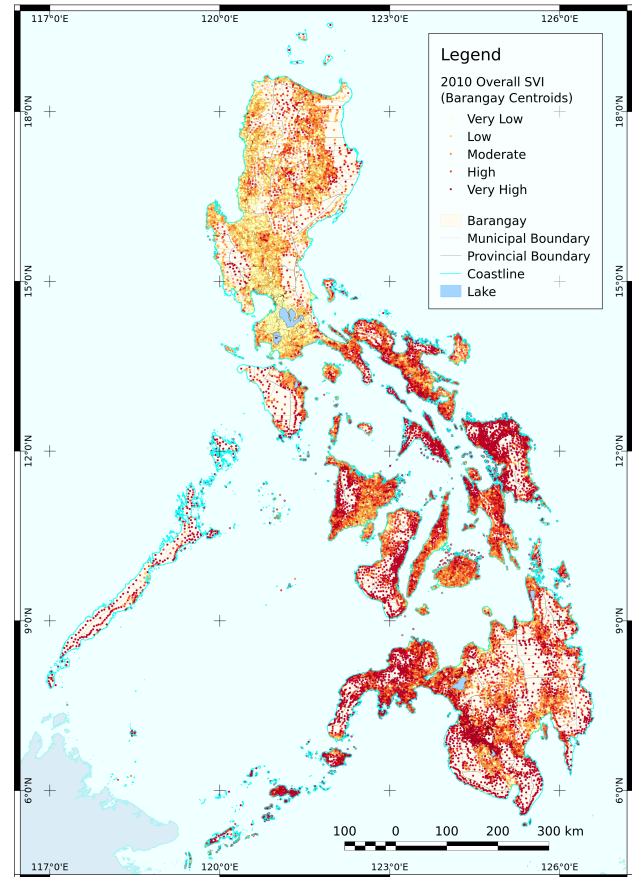 117°0'E 120°0'E 123°0'E 126°0'E
Legend
2010 Overall SVI
(Barangay Centroids)
Very Low
Low
Moderate
High
Very High
Barangay
Municipal Boundary
Provincial Boundary
Coastline
Lake
18°0'N 18°0'N
15°0'N 15°0'N
12°0'N 12°0'N
9°0'N 9°0'N
6°0'N 6°0'N
100 0 100 200 300 km
117°0'E 120°0'E 123°0'E 126°0'E